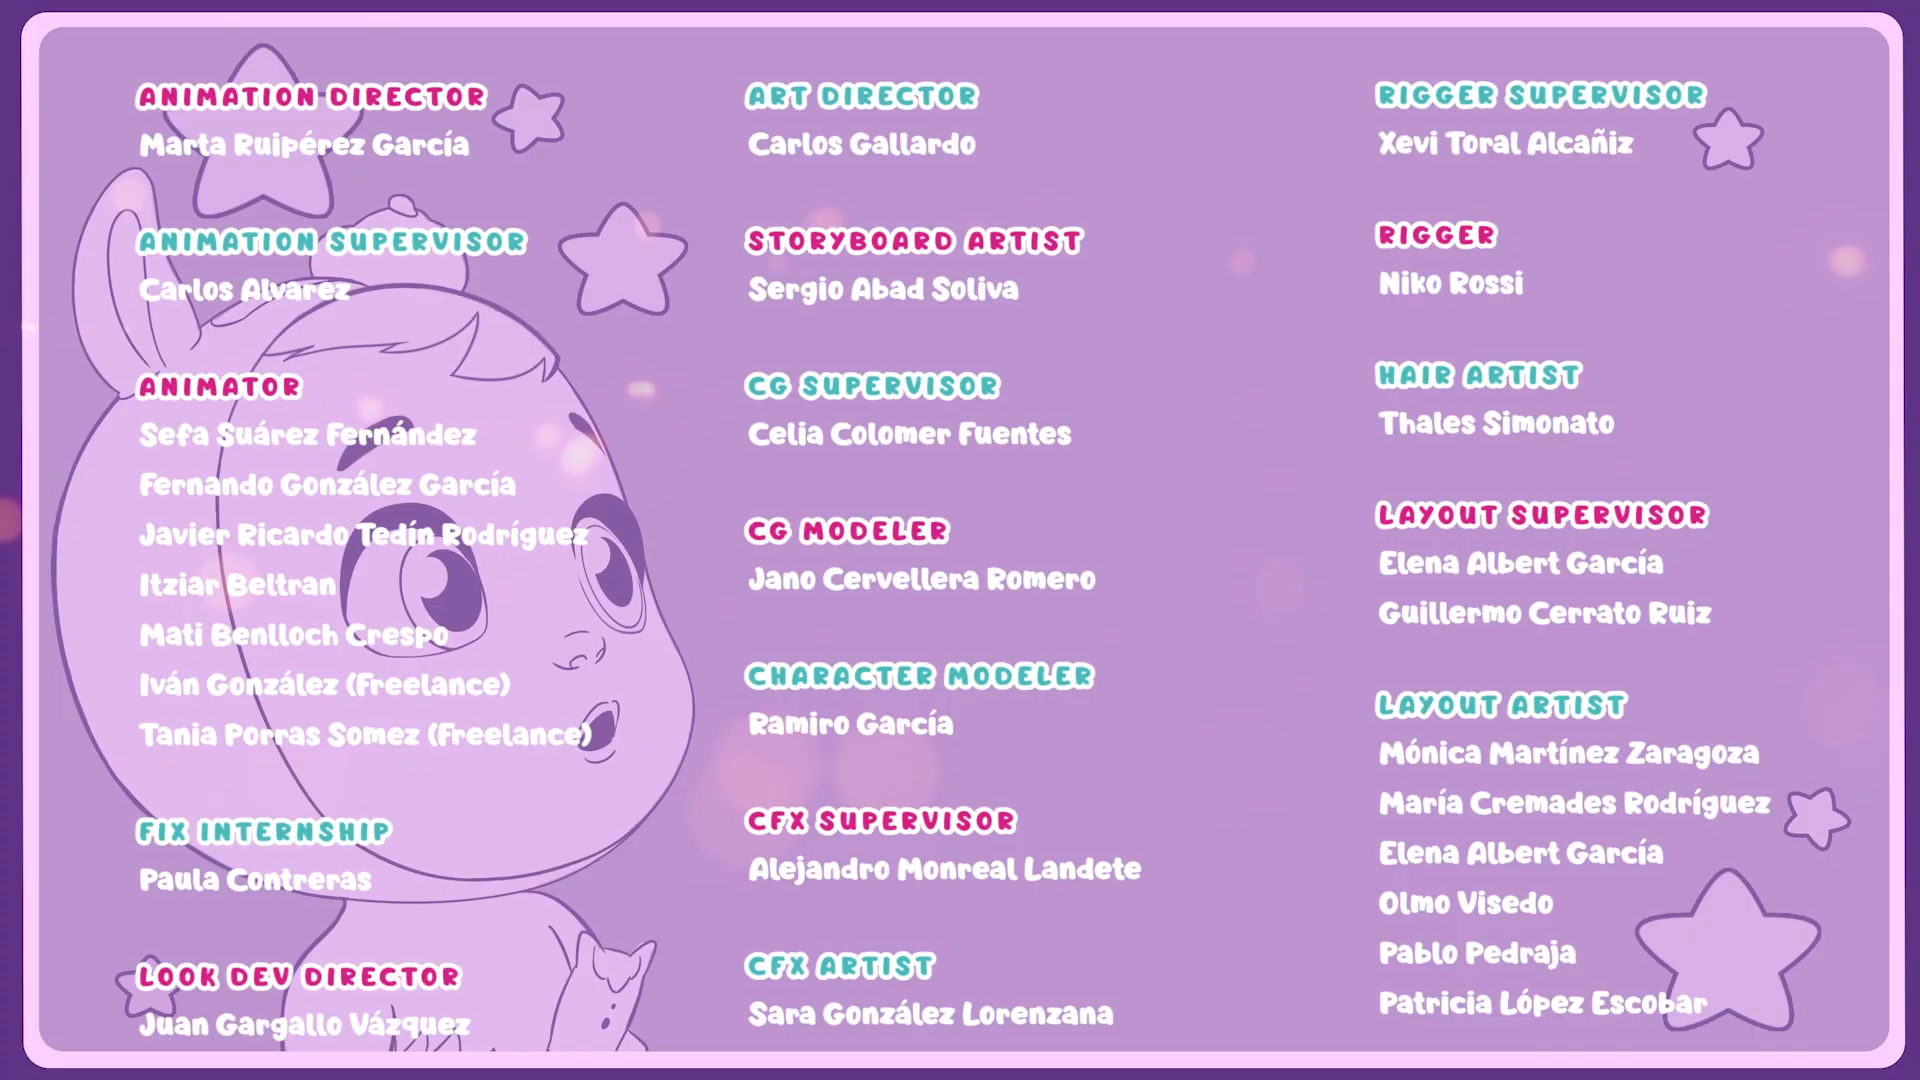 ANIMATION DIRECTOR
Marta Ruipérez García
ANIMATION SUPERVISOR
Carlos Alvarez
ANIMATOR
Sefa Suárez Fernández
Fernando González García
Javier Ricardo Tedín Rodríguez
Itziar Beltran
Mati Benlloch Crespo
Iván González (Freelance)
Tania Porras Somez (Freelance)
FIX INTERNSHIP
Paula Contreras
LOOK DEV DIRECTOR
Juan Gargallo Vázquez
ART DIRECTOR
Carlos Gallardo
STORYBOARD ARTIST
Sergio Abad Soliva
CG SUPERVISOR
Celia Colomer Fuentes
CG MODELER
Jano Cervellera Romero
CHARACTER MODELER
Ramiro García
CFX SUPERVISOR
Alejandro Monreal Landete
CFX ARTIST
Sara González Lorenzana
RIGGER SUPERVISOR
Xevi Toral Alcañiz
RIGGER
Niko Rossi
HAIR ARTIST
Thales Simonato
LAYOUT SUPERVISOR
Elena Albert García
Guillermo Cerrato Ruiz
LAYOUT ARTIST
Mónica Martínez Zaragoza
María Cremades Rodríguez
Elena Albert García
Olmo Visedo
Pablo Pedraja
Patricia López Escobar